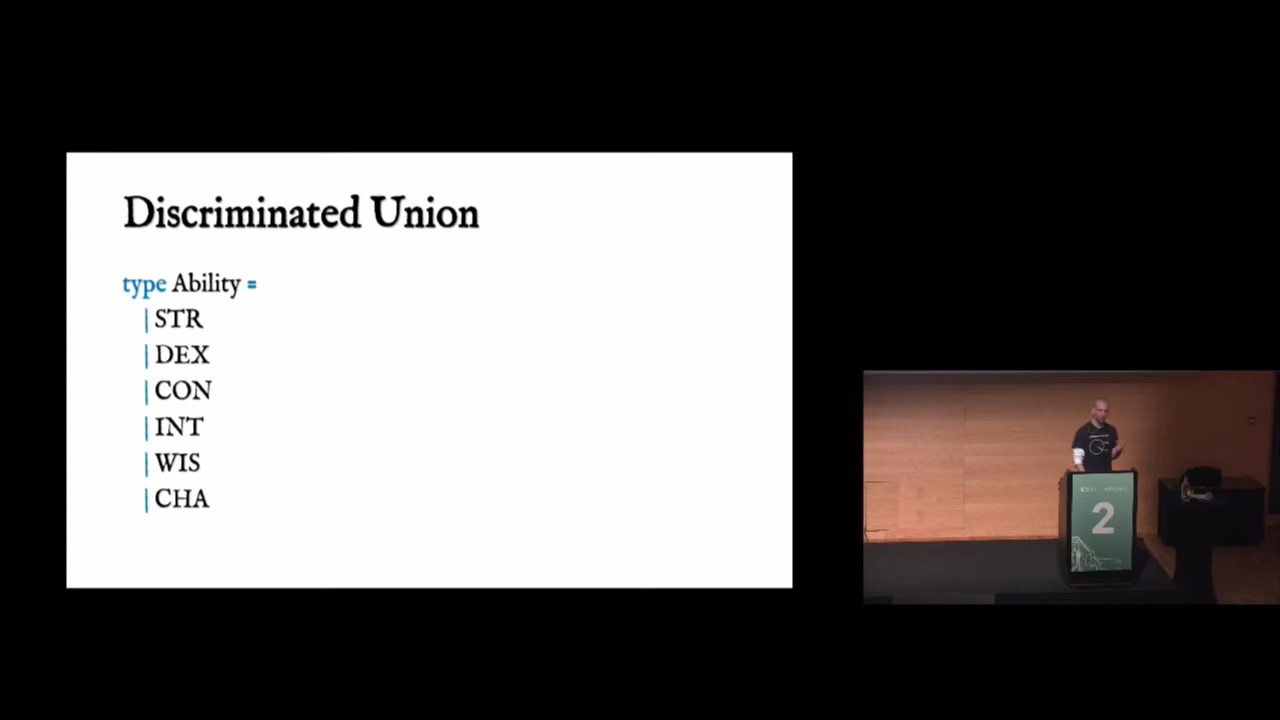 Discriminated Union
type Ability =
| STR
| DEX
| CON
| INT
| WIS
| CHA
2